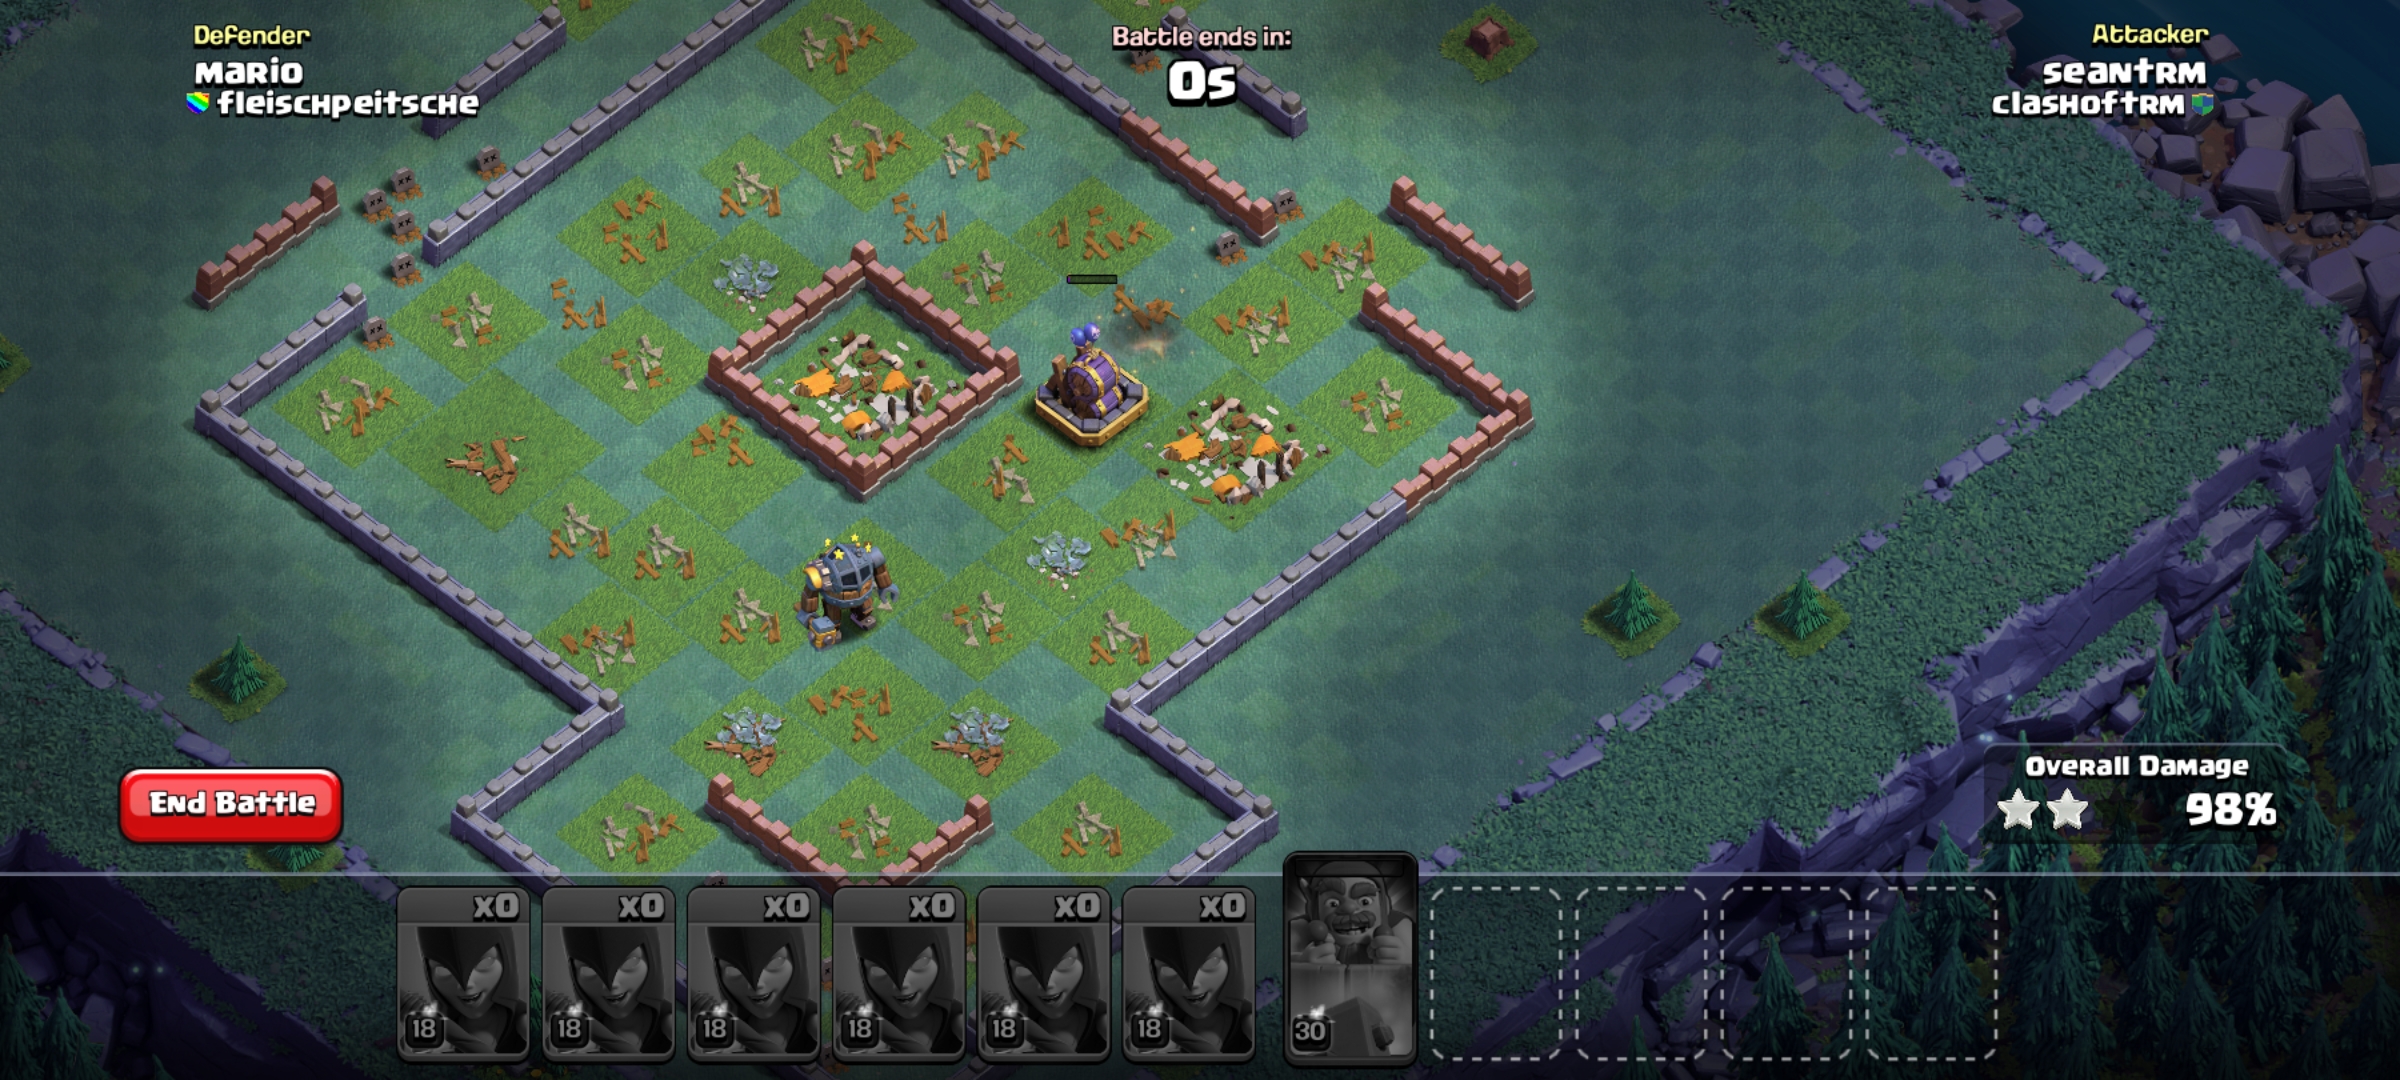 Defender
Mario
fleischpeitsche
Battle ends in:
0s
Attacker
seantrm
clashoftrm
End Battle
Overall Damage
98%
x0 x0 x0 x0 x0 x0
18 18 18 18 18 18 30